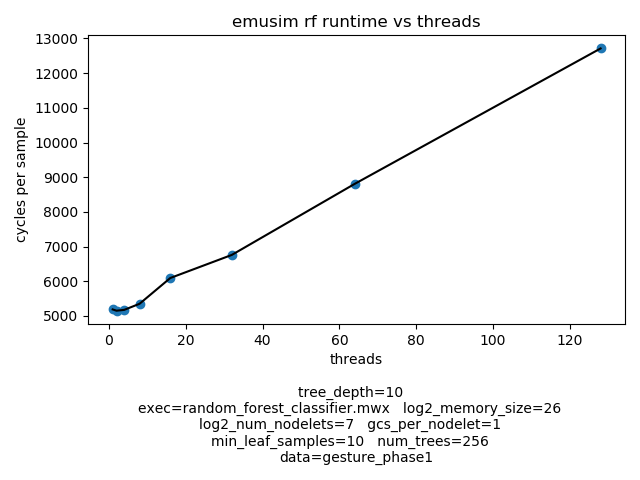 emusim rf runtime vs threads
13000
12000
11000
10000
9000
8000
7000
6000
5000
cycles per sample
0 20 40 60 80 100 120
threads
tree_depth=10
exec=random_forest_classifier.mwx log2_memory_size=26
log2_num_nodelets=7 gcs_per_nodelet=1
min_leaf_samples=10 num_trees=256
data=gesture_phase1